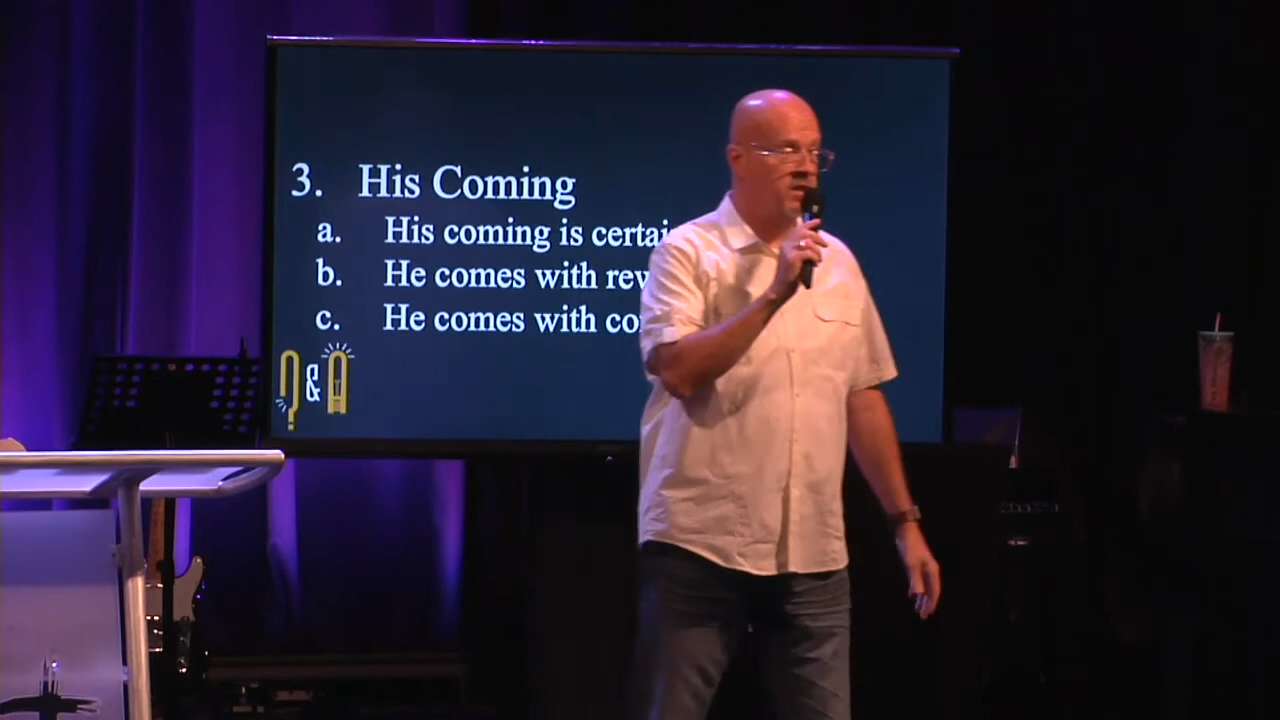 3. His Coming
a. His coming is certai
b. He comes with rev
c. He comes with co
? & A